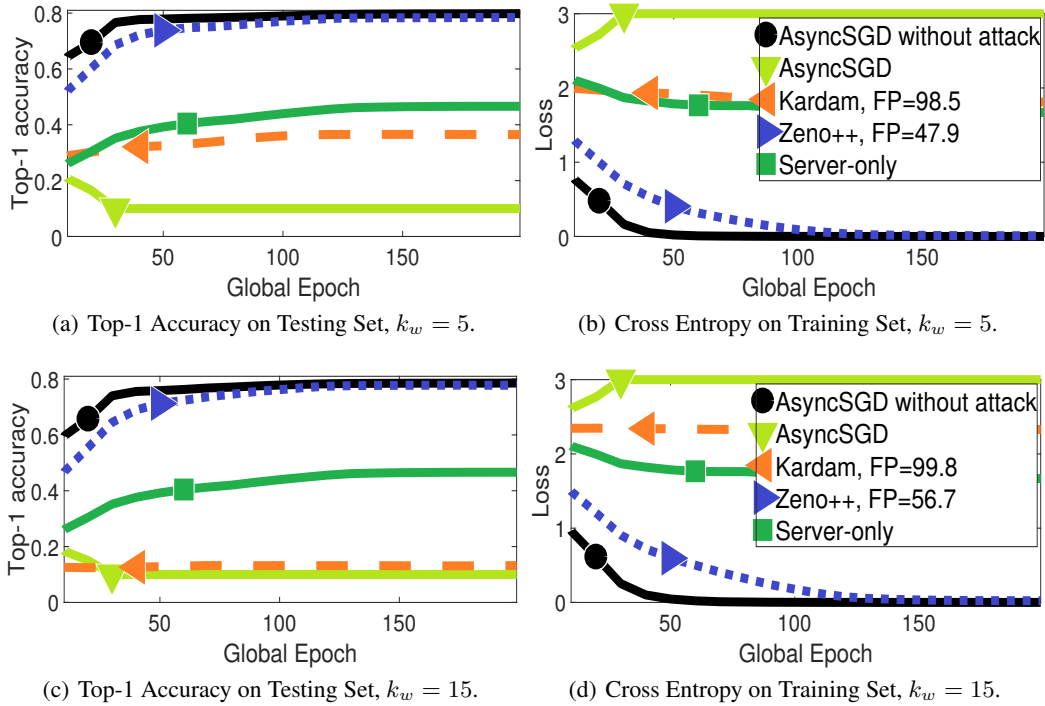 0.8
0.6
0.4
0.2
0
Top-1 accuracy
50
100
150
Global Epoch
(a) Top-1 Accuracy on Testing Set, k_w = 5.
3
2
1
0
Loss
AsyncSGD without attack
AsyncSGD
Kardam, FP=98.5
Zeno++, FP=47.9
Server-only
50
100
150
Global Epoch
(b) Cross Entropy on Training Set, k_w = 5.
0.8
0.6
0.4
0.2
0
Top-1 accuracy
50
100
150
Global Epoch
(c) Top-1 Accuracy on Testing Set, k_w = 15.
3
2
1
0
Loss
AsyncSGD without attack
AsyncSGD
Kardam, FP=99.8
Zeno++, FP=56.7
Server-only
50
100
150
Global Epoch
(d) Cross Entropy on Training Set, k_w = 15.